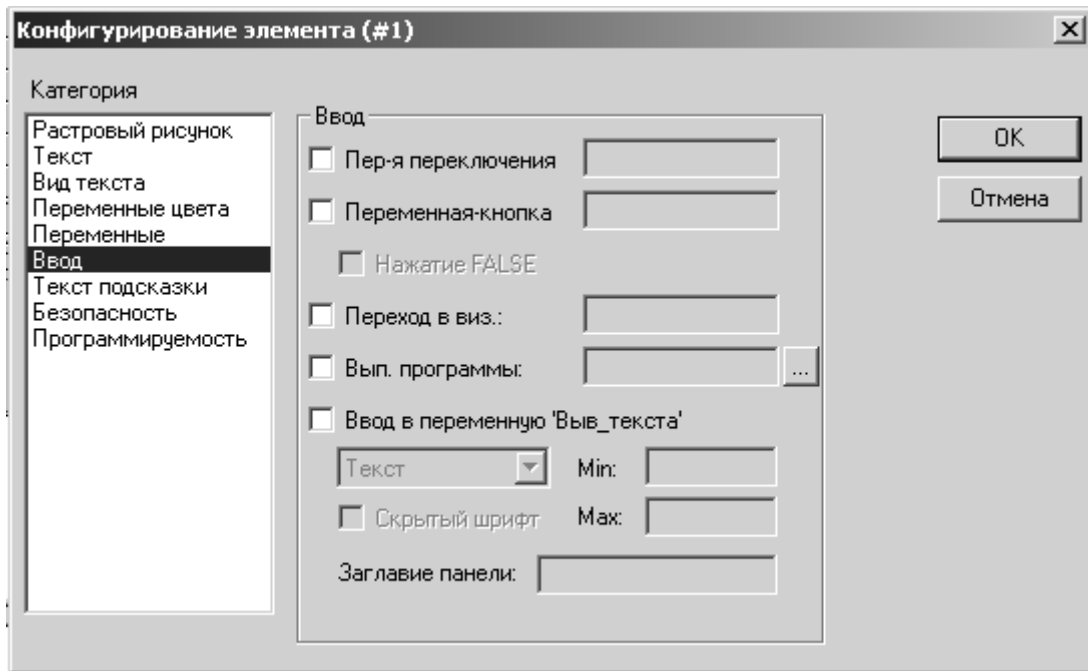 Конфигурирование элемента (#1)
Категория
Растровый рисунок
Текст
Вид текста
Переменные цвета
Переменные
Ввод
Текст подсказки
Безопасность
Программируемость
Ввод
Пер-я переключения
Переменная-кнопка
Нажатие FALSE
Переход в виз.:
Вып. программы:
...
Ввод в переменную 'Выв_текста'
Текст
Min:
Скрытый шрифт
Max:
Заглавие панели:
OK
Отмена